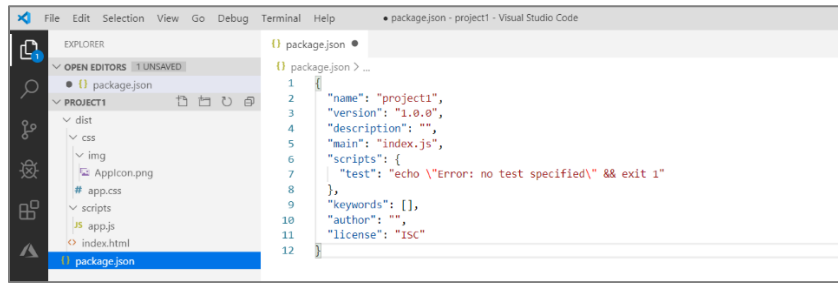 File Edit Selection View Go Debug Terminal Help ● package.json - project1 - Visual Studio Code
EXPLORER
OPEN EDITORS 1 UNSAVED
● {} package.json
PROJECT1
dist
css
img
AppIcon.png
# app.css
scripts
JS app.js
<> index.html
{} package.json
1
{} package.json ●
{} package.json > ...
1 {
2 "name": "project1",
3 "version": "1.0.0",
4 "description": "",
5 "main": "index.js",
6 "scripts": {
7 "test": "echo \"Error: no test specified\" && exit 1"
8 },
9 "keywords": [],
10 "author": "",
11 "license": "ISC"
12 }